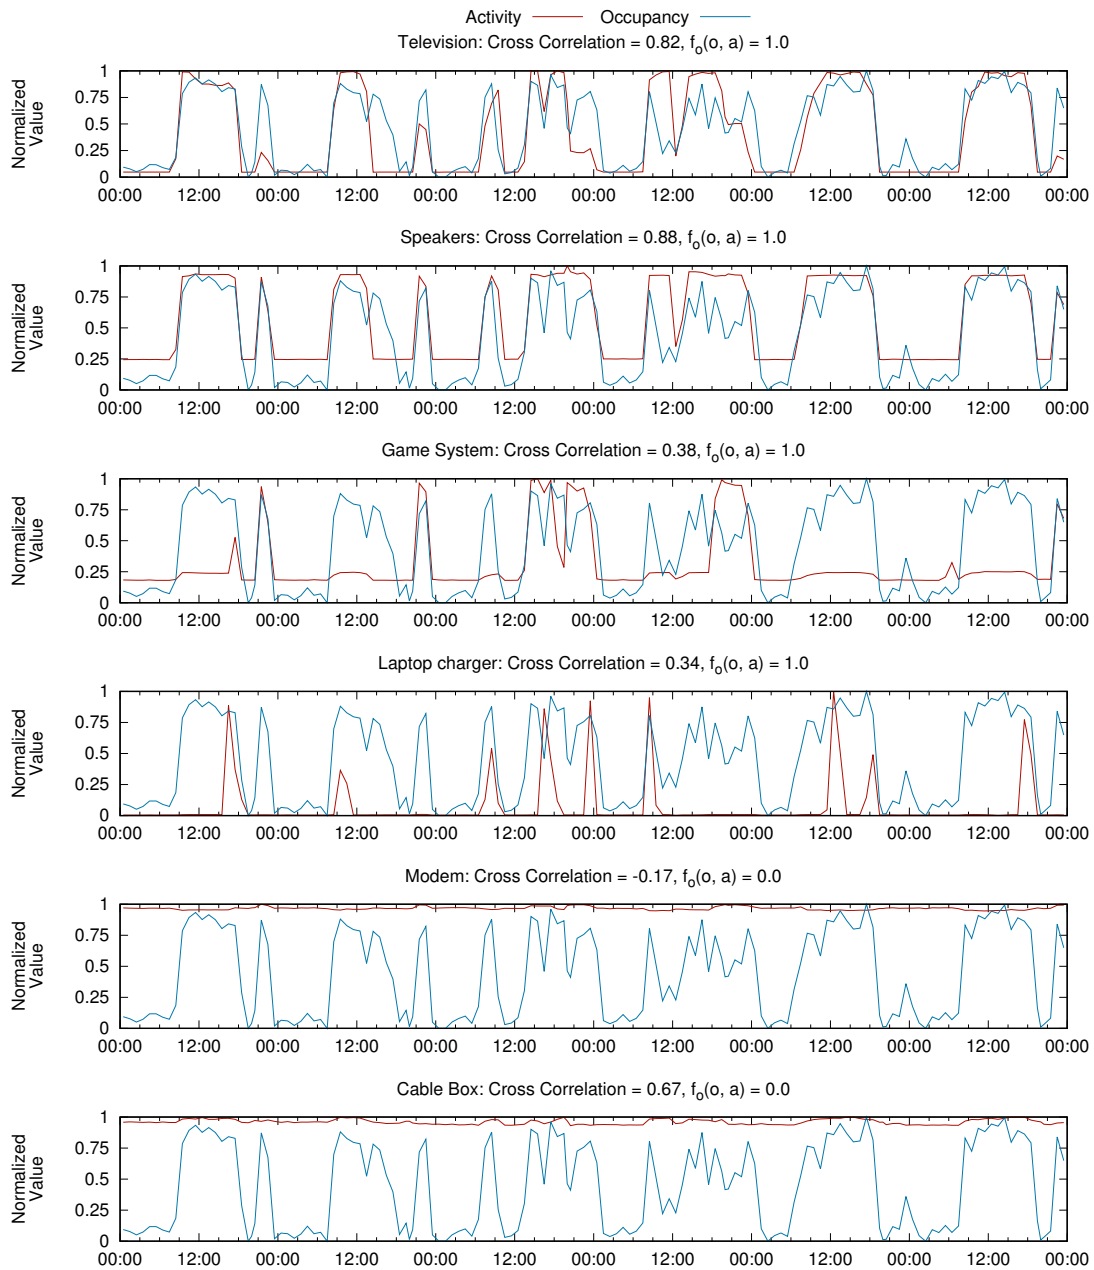 Activity Occupancy
Television: Cross Correlation = 0.82, fo(o, a) = 1.0
Normalized
Value
1
0.75
0.5
0.25
0
00:00 12:00 00:00 12:00 00:00 12:00 00:00 12:00 00:00 12:00 00:00 12:00 00:00
Speakers: Cross Correlation = 0.88, fo(o, a) = 1.0
Normalized
Value
1
0.75
0.5
0.25
0
00:00 12:00 00:00 12:00 00:00 12:00 00:00 12:00 00:00 12:00 00:00 12:00 00:00
Game System: Cross Correlation = 0.38, fo(o, a) = 1.0
Normalized
Value
1
0.75
0.5
0.25
0
00:00 12:00 00:00 12:00 00:00 12:00 00:00 12:00 00:00 12:00 00:00 12:00 00:00
Laptop charger: Cross Correlation = 0.34, fo(o, a) = 1.0
Normalized
Value
1
0.75
0.5
0.25
0
00:00 12:00 00:00 12:00 00:00 12:00 00:00 12:00 00:00 12:00 00:00 12:00 00:00
Modem: Cross Correlation = -0.17, fo(o, a) = 0.0
Normalized
Value
1
0.75
0.5
0.25
0
00:00 12:00 00:00 12:00 00:00 12:00 00:00 12:00 00:00 12:00 00:00 12:00 00:00
Cable Box: Cross Correlation = 0.67, fo(o, a) = 0.0
Normalized
Value
1
0.75
0.5
0.25
0
00:00 12:00 00:00 12:00 00:00 12:00 00:00 12:00 00:00 12:00 00:00 12:00 00:00